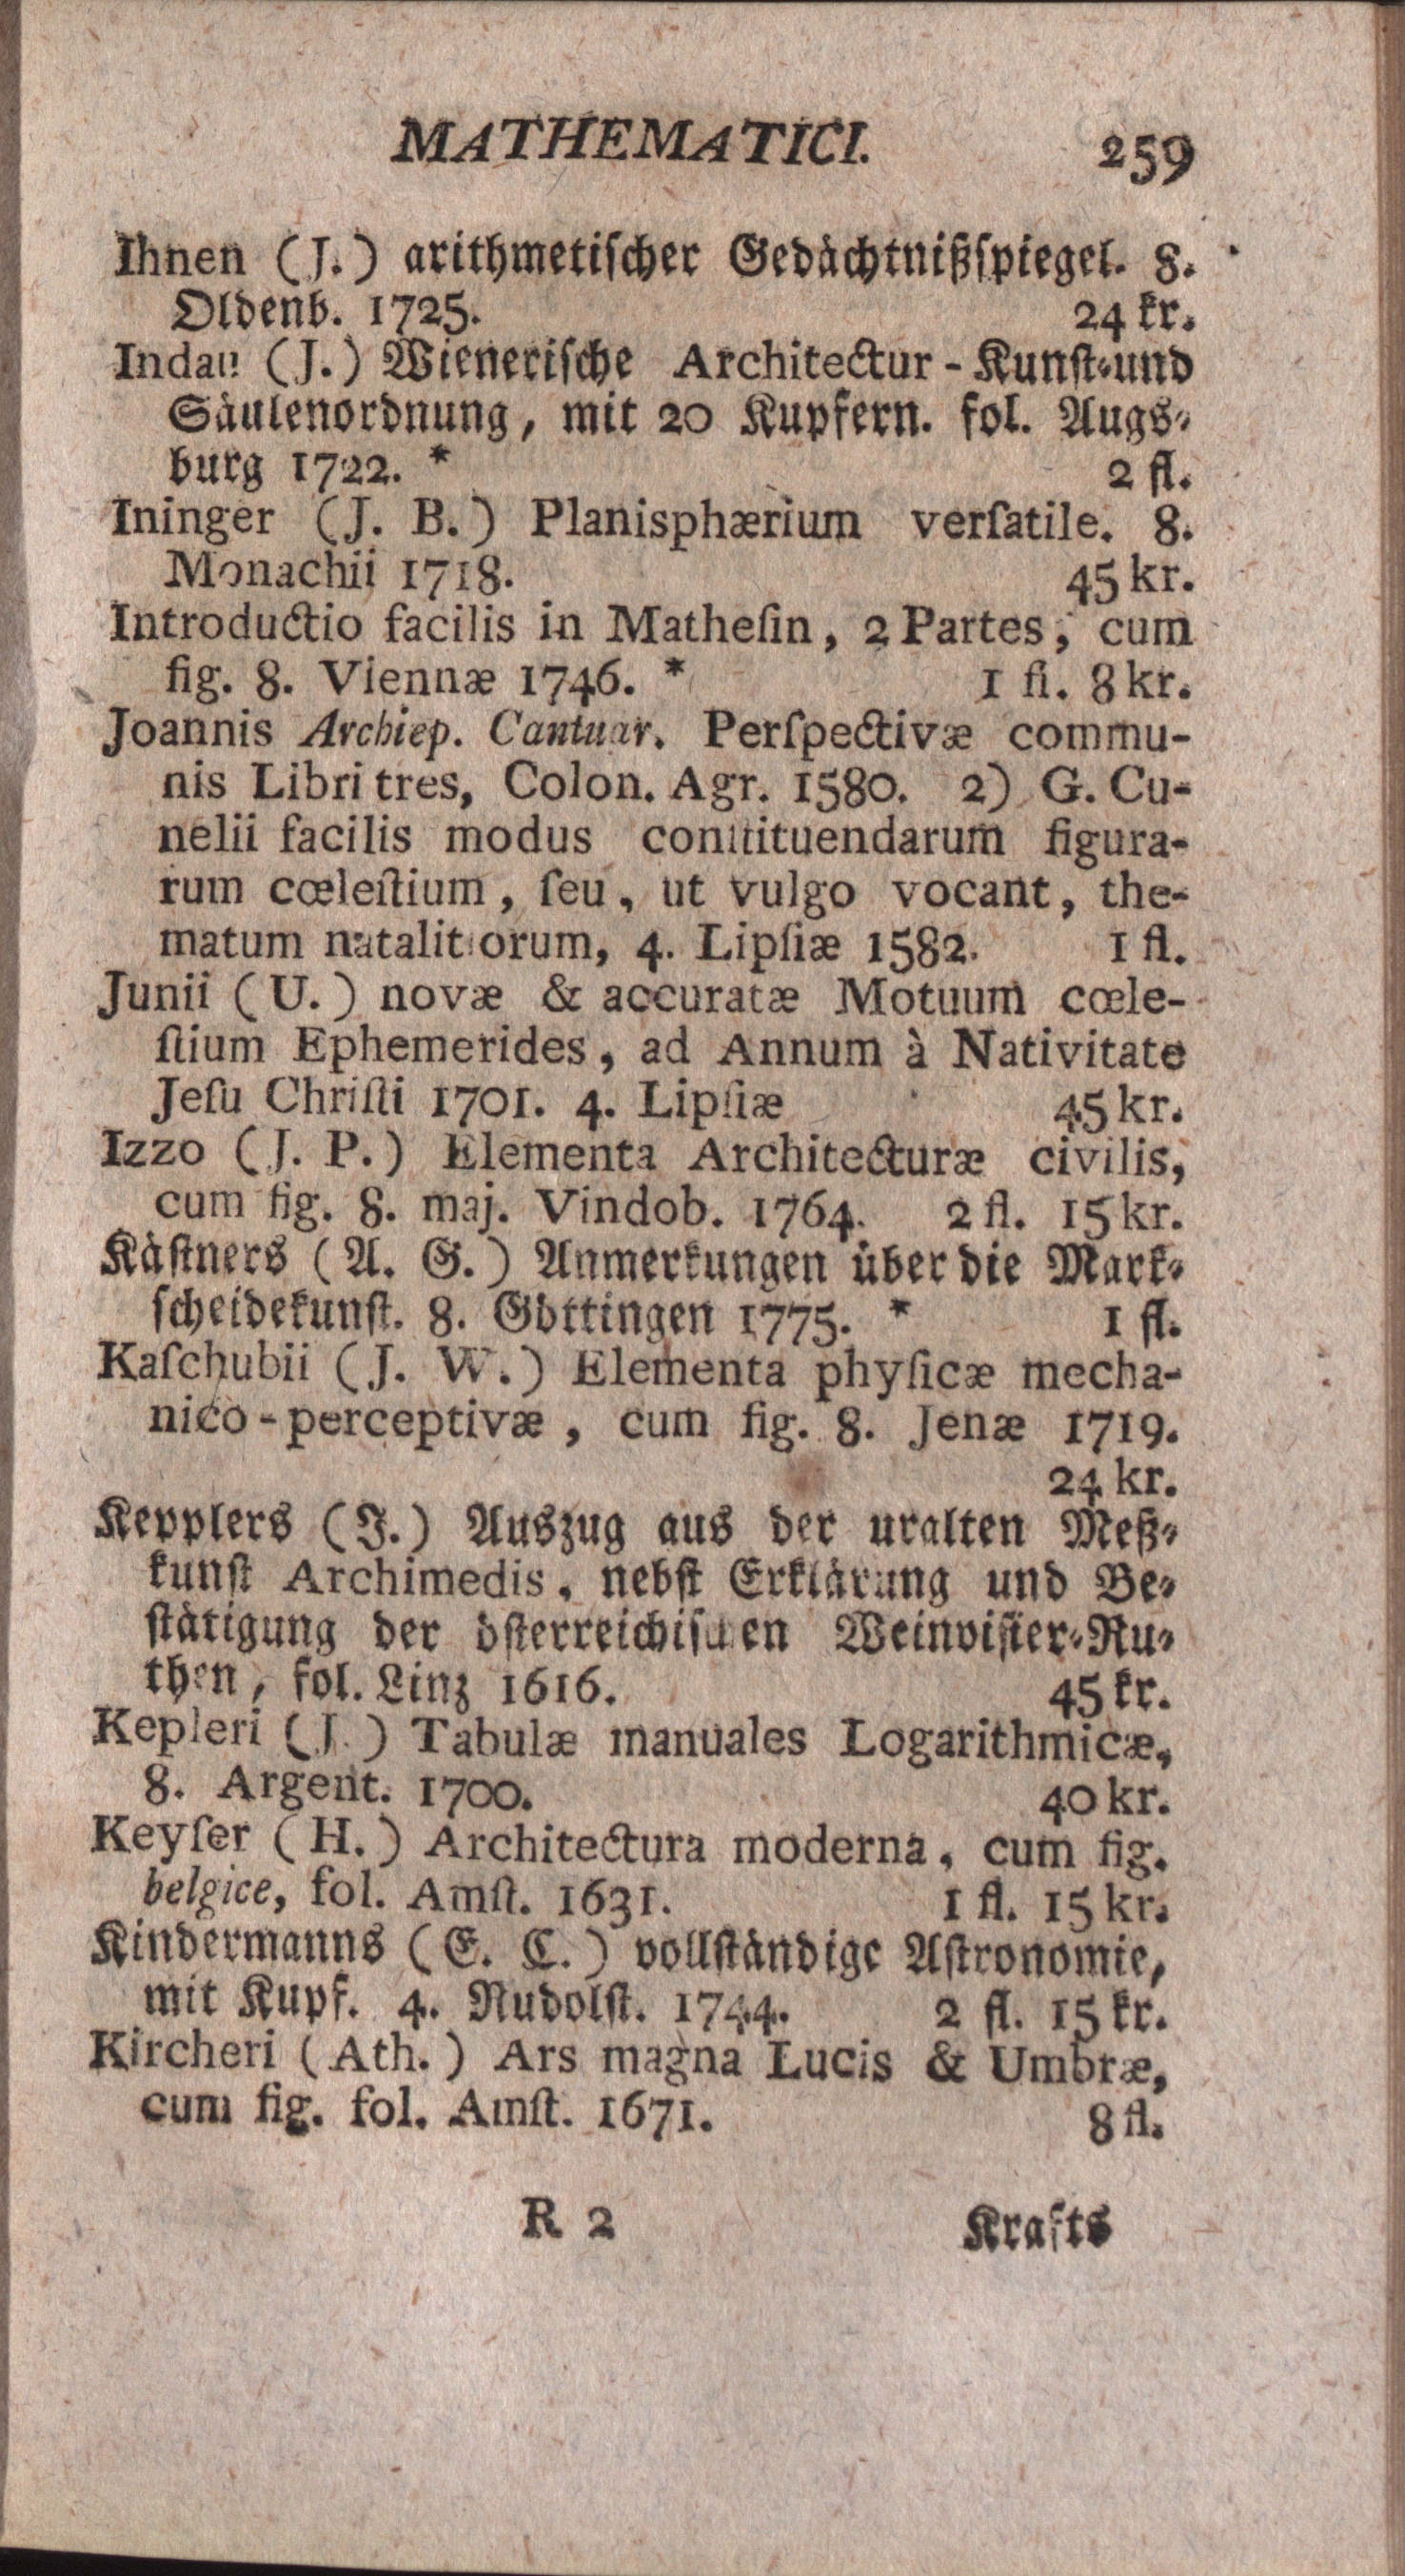 MATHEMATICI. 259
Ihnen (J.) arithmetiſcher Gedächtnißſpiegel. 8.
Oldenb. 1725. 24 kr.
Indau (J.) Wieneriſche Architectur - Kunſt-und
Säulenordnung, mit 20 Kupfern. fol. Augs-
burg 1722. * 2 fl.
Ininger (J. B.) Planisphærium verſatile. 8.
Monachii 1718. 45 kr.
Introductio facilis in Matheſin, 2 Partes, cum
fig. 8. Viennæ 1746. * 1 fl. 8 kr.
Joannis Archiep. Cantuar. Perſpectivæ commu-
nis Libri tres, Colon. Agr. 1580. 2) G. Cu-
nelii facilis modus conſtituendarum figura-
rum cœleſtium, ſeu, ut vulgo vocant, the-
matum natalitiorum, 4. Lipſiæ 1582. 1 fl.
Junii (U.) novæ & accuratæ Motuum cœle-
ſtium Ephemerides, ad Annum à Nativitate
Jeſu Chriſti 1701. 4. Lipſiæ 45 kr.
Izzo (J. P.) Elementa Architecturæ civilis,
cum fig. 8. maj. Vindob. 1764. 2 fl. 15 kr.
Käſtners (A. G.) Anmerkungen über die Mark-
ſcheidekunſt. 8. Göttingen 1775. * 1 fl.
Kaſchubii (J. W.) Elementa phyſicæ mecha-
nico-perceptivæ, cum fig. 8. Jenæ 1719.
24 kr.
Kepplers (J.) Auszug aus der uralten Meß-
kunſt Archimedis, nebſt Erklärung und Be-
ſtätigung der öſterreichiſchen Weinviſier-Ru-
then, fol. Linz 1616. 45 kr.
Kepleri (J.) Tabulæ manuales Logarithmicæ,
8. Argent. 1700. 40 kr.
Keyſer (H.) Architectura moderna, cum fig.
belgice, fol. Amſt. 1631. 1 fl. 15 kr.
Kindermanns (E. C.) vollſtändige Aſtronomie,
mit Kupf. 4. Rudolſt. 1744. 2 fl. 15 kr.
Kircheri (Ath.) Ars magna Lucis & Umbræ,
cum fig. fol. Amſt. 1671. 8 fl.
R 2 Krafts